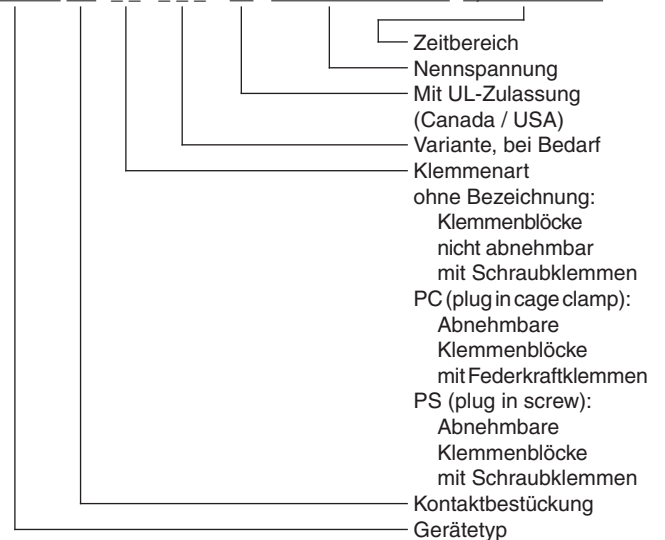 Zeitbereich
Nennspannung
Mit UL-Zulassung
(Canada / USA)
Variante, bei Bedarf
Klemmenart
ohne Bezeichnung:
Klemmenblöcke
nicht abnehmbar
mit Schraubklemmen
PC (plug in cage clamp):
Abnehmbare
Klemmenblöcke
mit Federkraftklemmen
PS (plug in screw):
Abnehmbare
Klemmenblöcke
mit Schraubklemmen
Kontaktbestückung
Gerätetyp